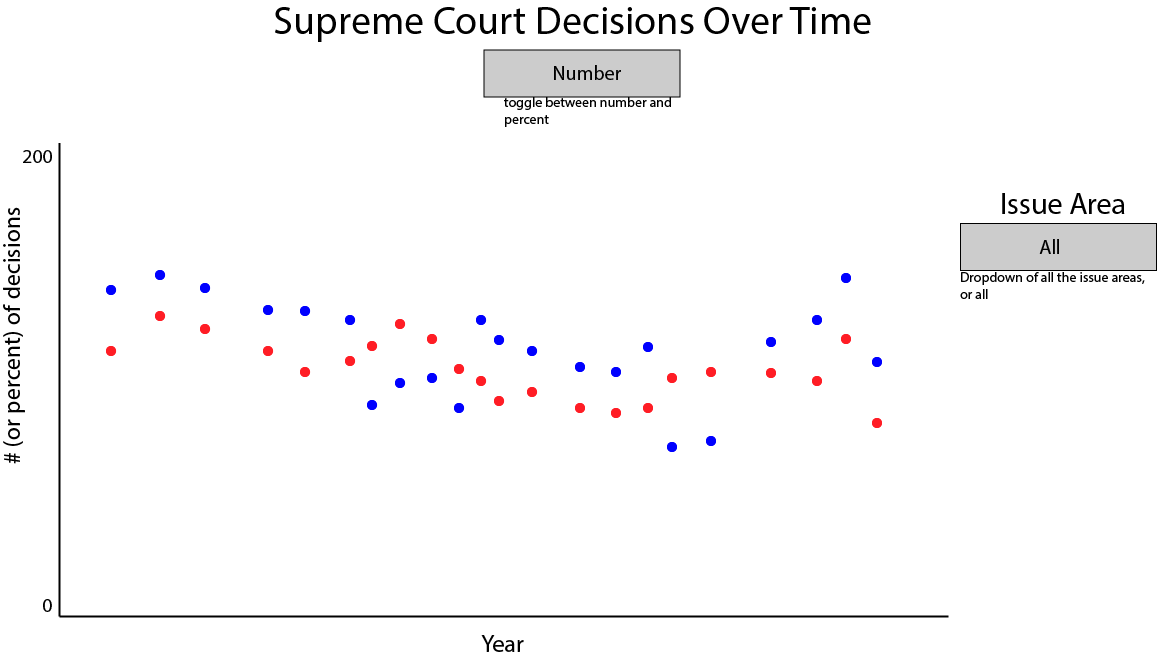 Supreme Court Decisions Over Time
Number
toggle between number and
percent
200
# (or percent) of decisions
0
Year
Issue Area
All
Dropdown of all the issue areas,
or all